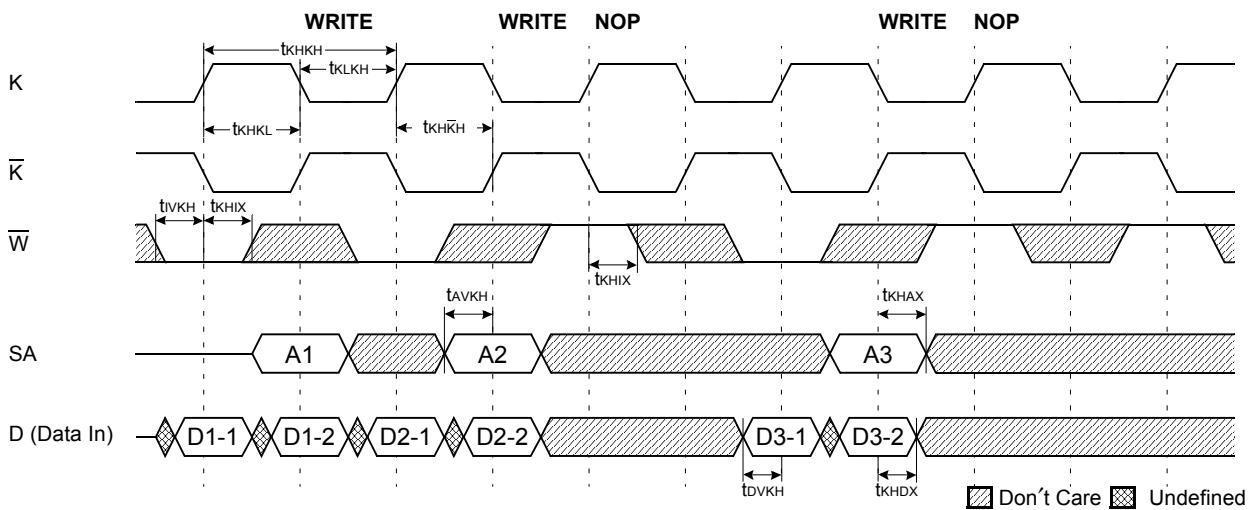 WRITE WRITE NOP WRITE NOP
tKHKH
tKLKH
K
tKHKL tKHK̅H
K̅
tIVKH tKHIX
W̅
tKHIX
tAVKH tKHAX
SA A1 A2 A3
D (Data In) D1-1 D1-2 D2-1 D2-2 D3-1 D3-2
tDVKH tKHDX
Don′t Care Undefined